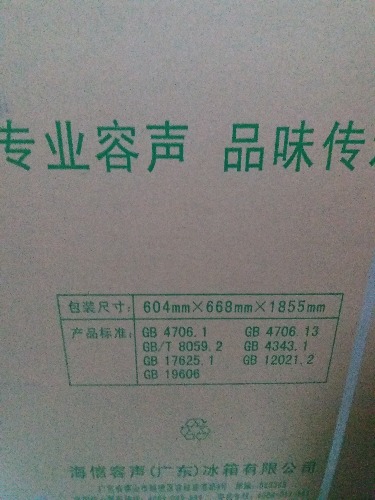 专业容声 品味传
包装尺寸: 604mm×668mm×1855mm
产品标准: GB 4706.1 GB 4706.13
GB/T 8059.2 GB 4343.1
GB 17625.1 GB 12021.2
GB 19606
海信容声(广东)冰箱有限公司